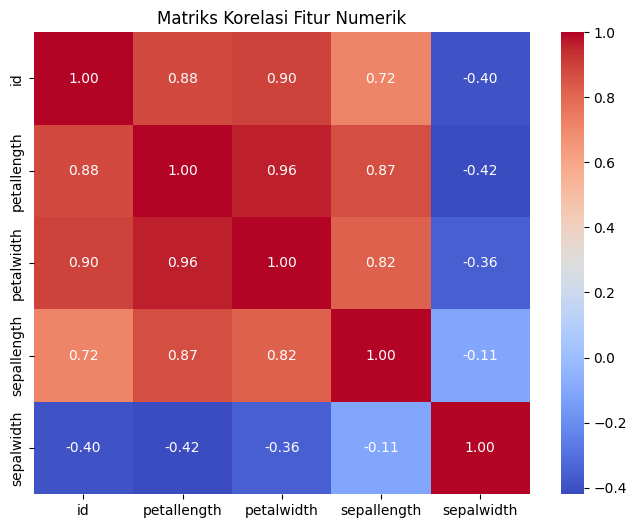 Matriks Korelasi Fitur Numerik
id 1.00 0.88 0.90 0.72 -0.40
petallength 0.88 1.00 0.96 0.87 -0.42
petalwidth 0.90 0.96 1.00 0.82 -0.36
sepallength 0.72 0.87 0.82 1.00 -0.11
sepalwidth -0.40 -0.42 -0.36 -0.11 1.00
id petallength petalwidth sepallength sepalwidth
1.0
0.8
0.6
0.4
0.2
0.0
−0.2
−0.4